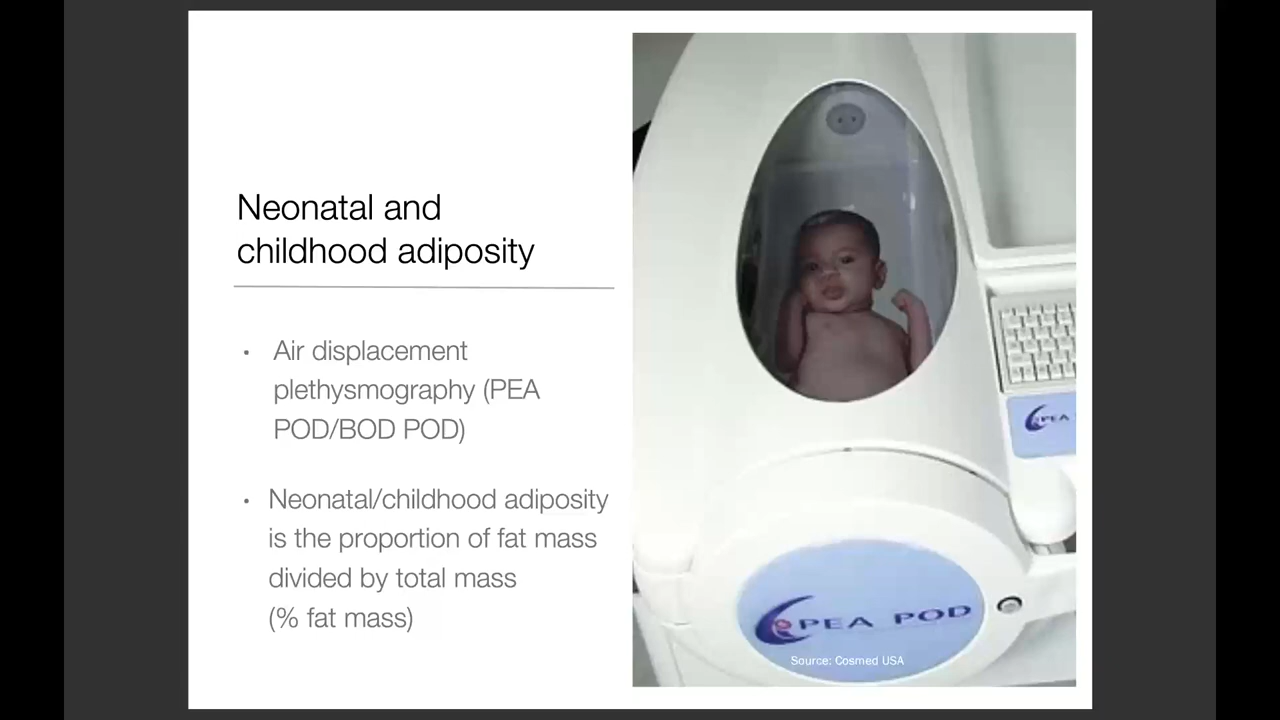 Neonatal and
childhood adiposity
• Air displacement
plethysmography (PEA
POD/BOD POD)
• Neonatal/childhood adiposity
is the proportion of fat mass
divided by total mass
(% fat mass)
PEA
PEA POD
Source: Cosmed USA